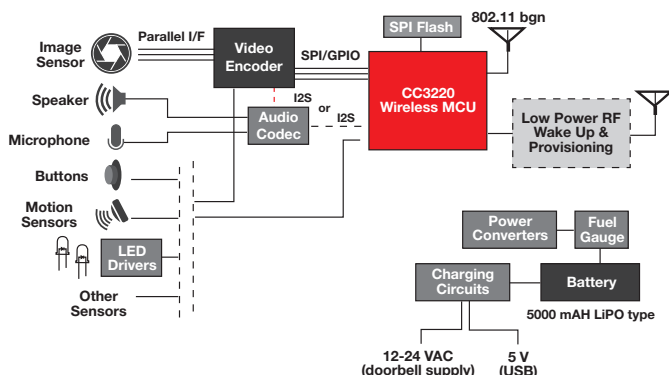 Image
Sensor
Parallel I/F
Video
Encoder
SPI/GPIO
SPI Flash
802.11 bgn
CC3220
Wireless MCU
Speaker
I2S
or
I2S
Audio
Codec
Microphone
Low Power RF
Wake Up &
Provisioning
Buttons
Motion
Sensors
LED
Drivers
Other
Sensors
Power
Converters
Fuel
Gauge
Charging
Circuits
Battery
5000 mAH LiPO type
12-24 VAC
(doorbell supply)
5 V
(USB)